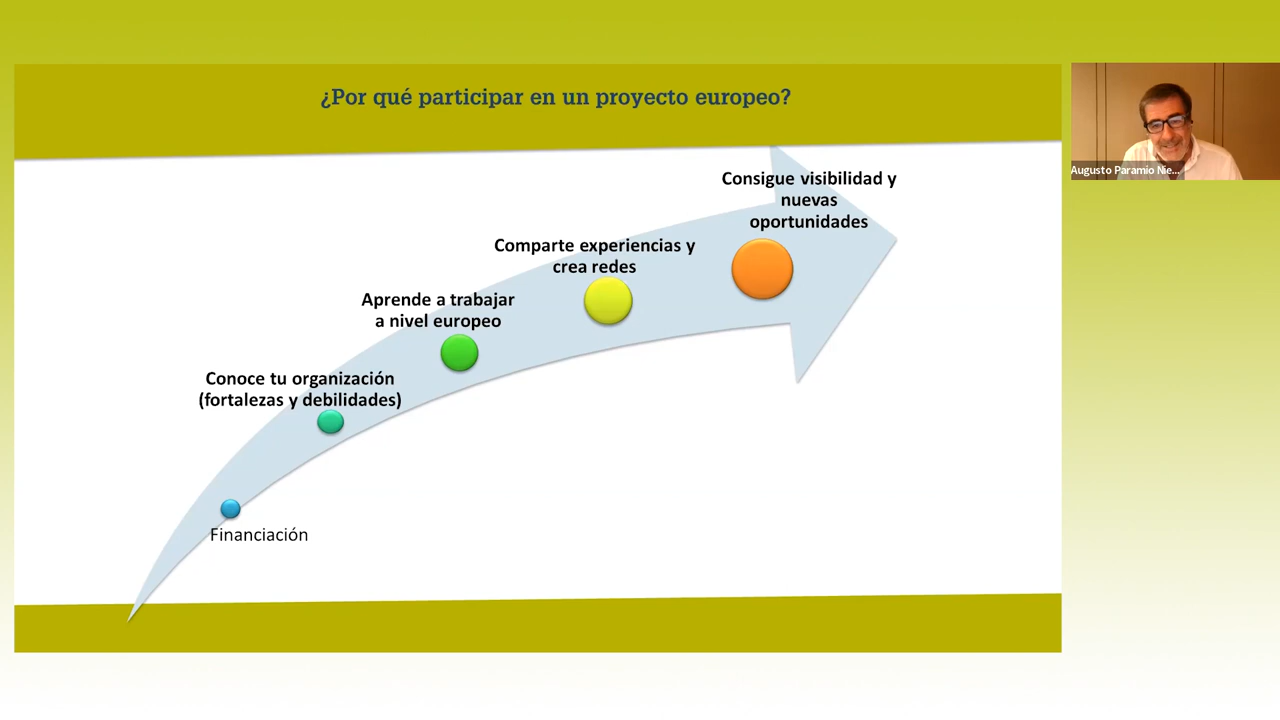 ¿Por qué participar en un proyecto europeo?
Augusto Paramio Nie...
Consigue visibilidad y
nuevas
oportunidades
Comparte experiencias y
crea redes
Aprende a trabajar
a nivel europeo
Conoce tu organización
(fortalezas y debilidades)
Financiación